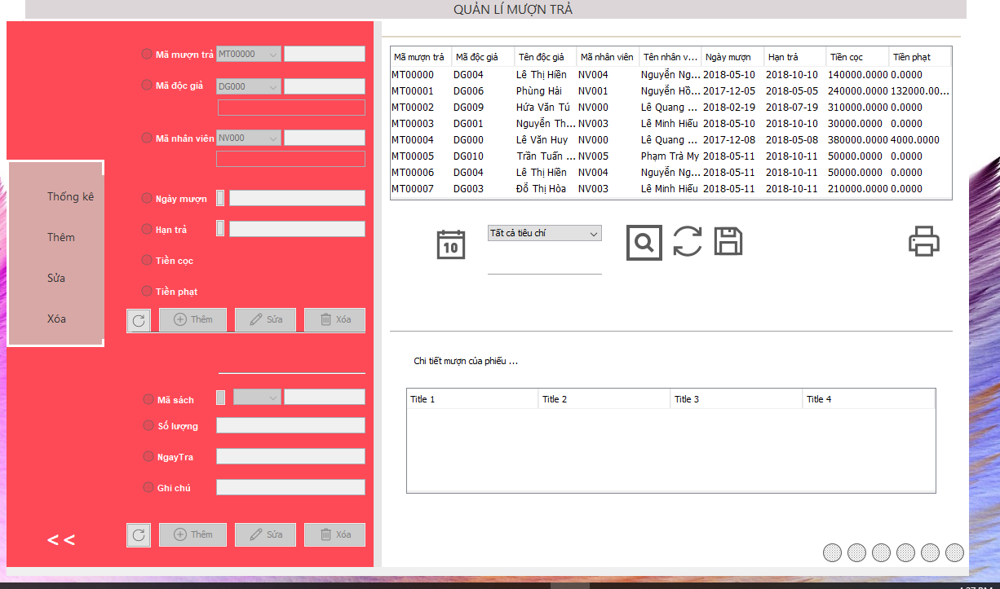 QUẢN LÍ MƯỢN TRẢ
Mã mượn trả MT00000
Mã độc giả DG000
Mã nhân viên NV000
Ngày mượn
Hạn trả
Tiền cọc
Tiền phạt
Thêm Sửa Xóa
Thống kê
Thêm
Sửa
Xóa
Mã sách
Số lượng
NgayTra
Ghi chú
Thêm Sửa Xóa
<<
Mã mượn trả Mã độc giả Tên độc giả Mã nhân viên Tên nhân v... Ngày mượn Hạn trả Tiền cọc Tiền phạt
MT00000 DG004 Lê Thị Hiền NV004 Nguyễn Ng... 2018-05-10 2018-10-10 140000.0000 0.0000
MT00001 DG006 Phùng Hải NV001 Nguyễn Hồ... 2017-12-05 2018-05-05 240000.0000 132000.00...
MT00002 DG009 Hứa Văn Tú NV000 Lê Quang ... 2018-02-19 2018-07-19 310000.0000 0.0000
MT00003 DG001 Nguyễn Th... NV003 Lê Minh Hiếu 2018-05-10 2018-10-10 30000.0000 0.0000
MT00004 DG000 Lê Văn Huy NV000 Lê Quang ... 2017-12-08 2018-05-08 380000.0000 4000.0000
MT00005 DG010 Trần Tuấn ... NV005 Phạm Trà My 2018-05-11 2018-10-11 50000.0000 0.0000
MT00006 DG004 Lê Thị Hiền NV004 Nguyễn Ng... 2018-05-11 2018-10-11 50000.0000 0.0000
MT00007 DG003 Đỗ Thị Hòa NV003 Lê Minh Hiếu 2018-05-11 2018-10-11 210000.0000 0.0000
10
Tất cả tiêu chí
Chi tiết mượn của phiếu ...
Title 1 Title 2 Title 3 Title 4